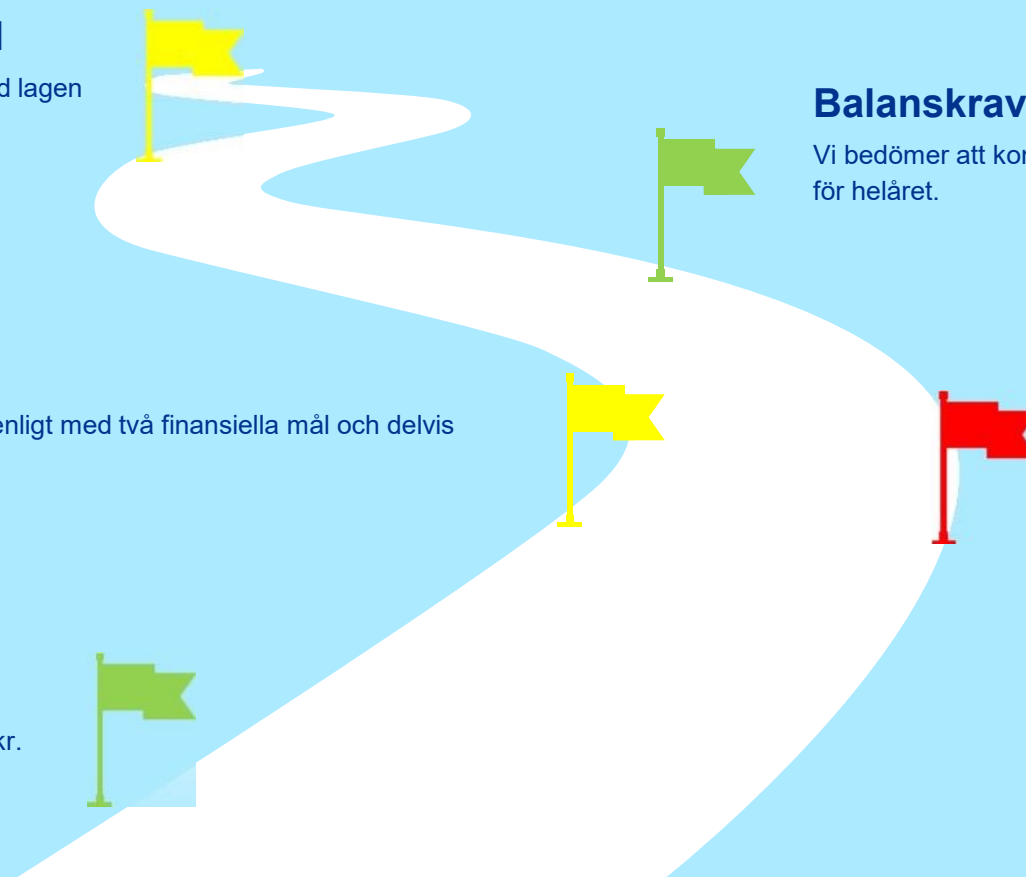 d lagen
Balanskrav
Vi bedömer att kor
för helåret.
enligt med två finansiella mål och delvis
kr.